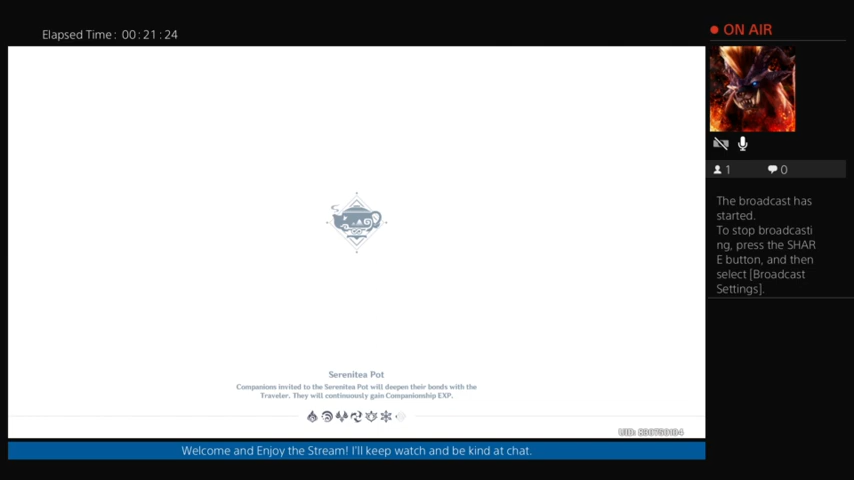 Elapsed Time: 00:21:24
ON AIR
1
0
The broadcast has
started.
To stop broadcasti
ng, press the SHAR
E button, and then
select [Broadcast
Settings].
Serenitea Pot
Companions invited to the Serenitea Pot will deepen their bonds with the
Traveler. They will continuously gain Companionship EXP.
Welcome and Enjoy the Stream! I'll keep watch and be kind at chat.